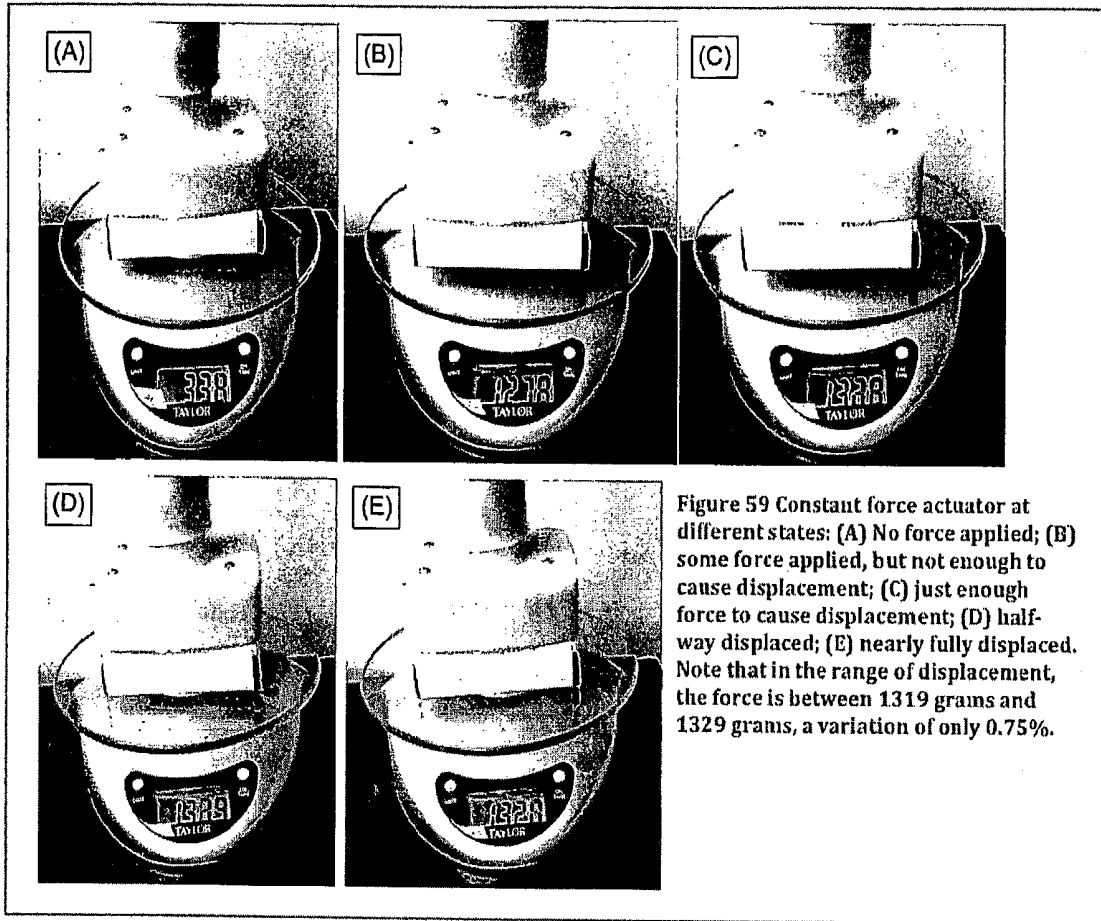 (A)
(B)
(C)
338
TAYLOR
TAYLOR
TAYLOR
(D)
(E)
TAYLOR
TAYLOR
Figure 59 Constant force actuator at
different states: (A) No force applied; (B)
some force applied, but not enough to
cause displacement; (C) just enough
force to cause displacement; (D) half-
way displaced; (E) nearly fully displaced.
Note that in the range of displacement,
the force is between 1319 grams and
1329 grams, a variation of only 0.75%.